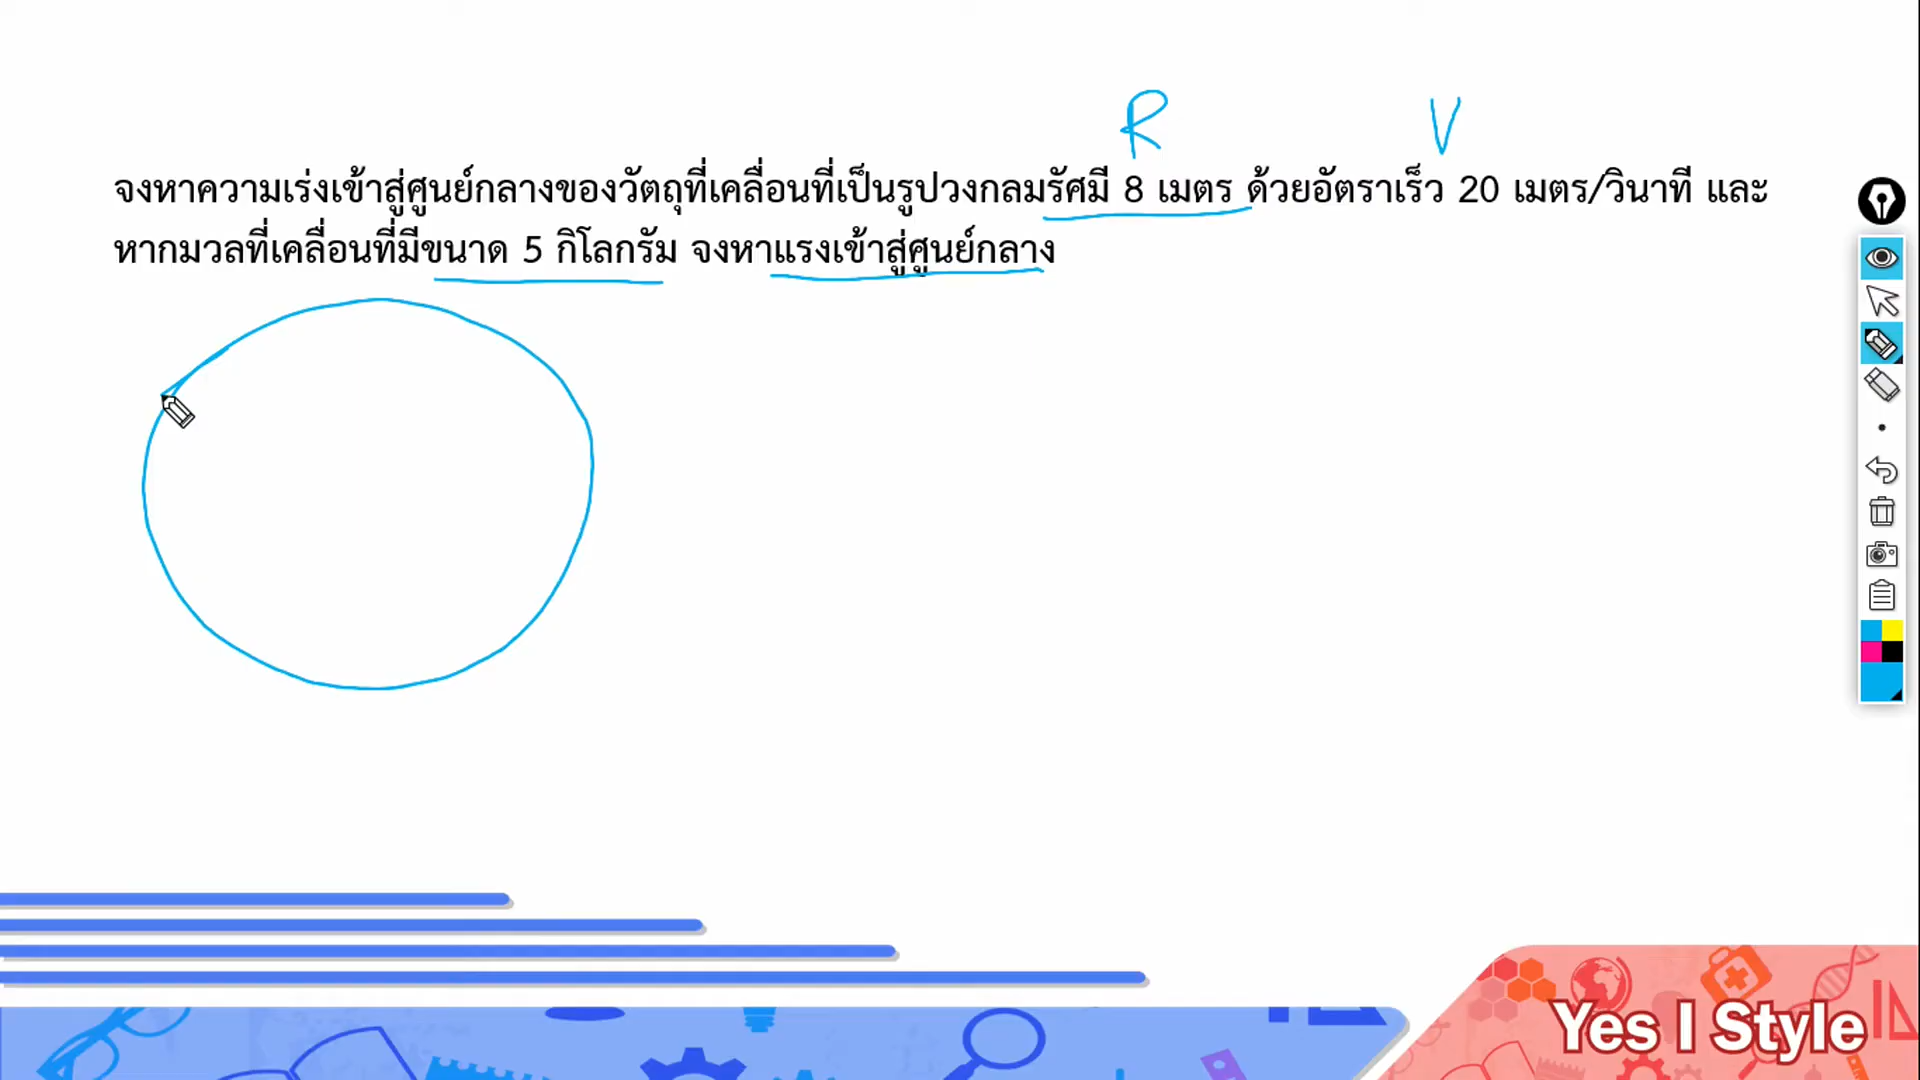 R V
จงหาความเร่งเข้าสู่ศูนย์กลางของวัตถุที่เคลื่อนที่เป็นรูปวงกลมรัศมี 8 เมตร ด้วยอัตราเร็ว 20 เมตร/วินาที และ
หากมวลที่เคลื่อนที่มีขนาด 5 กิโลกรัม จงหาแรงเข้าสู่ศูนย์กลาง
Yes I Style